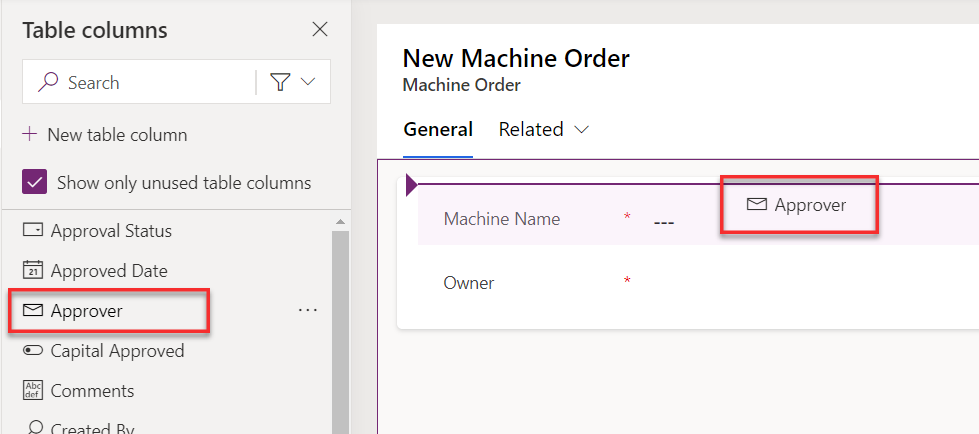 Table columns
Search
New table column
Show only unused table columns
Approval Status
21 Approved Date
Approver ...
Capital Approved
Abc def Comments
Created By
New Machine Order
Machine Order
General Related
Approver
Machine Name * ---
Owner *